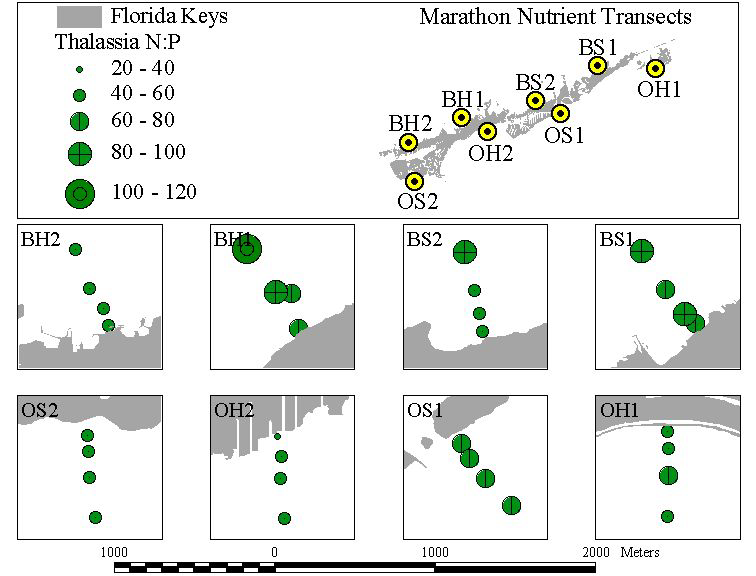 Florida Keys
Marathon Nutrient Transects
Thalassia N:P
20 - 40
40 - 60
60 - 80
80 - 100
100 - 120
BS1
OH1
BS2
BH1
OS1
BH2
OH2
OS2
BH2
BH1
BS2
BS1
OS2
OH2
OS1
OH1
1000 0 1000 2000 Meters